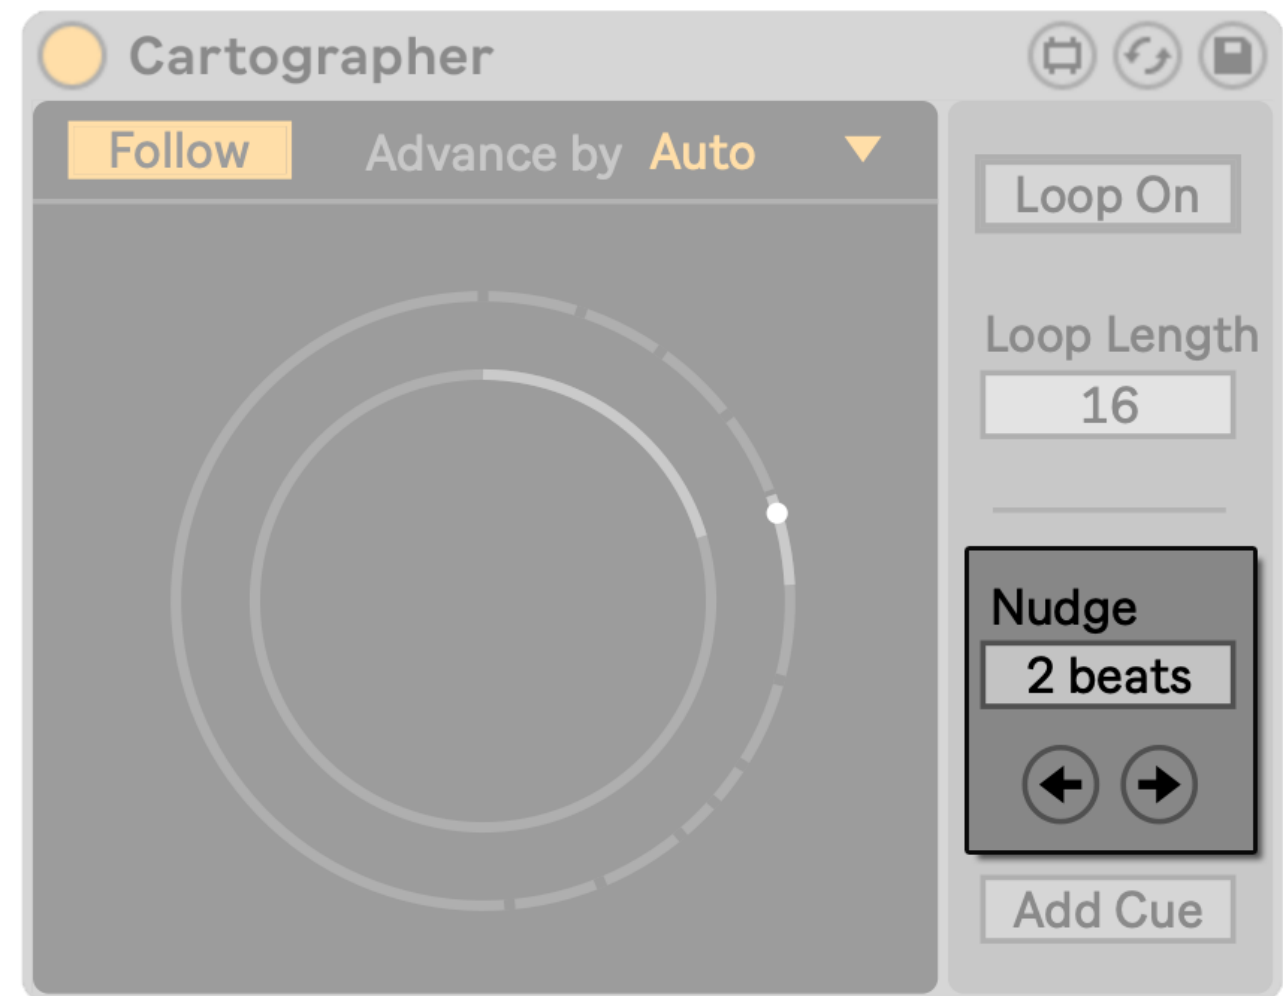 Cartographer
Follow
Advance by Auto
Loop On
Loop Length
16
Nudge
2 beats
Add Cue